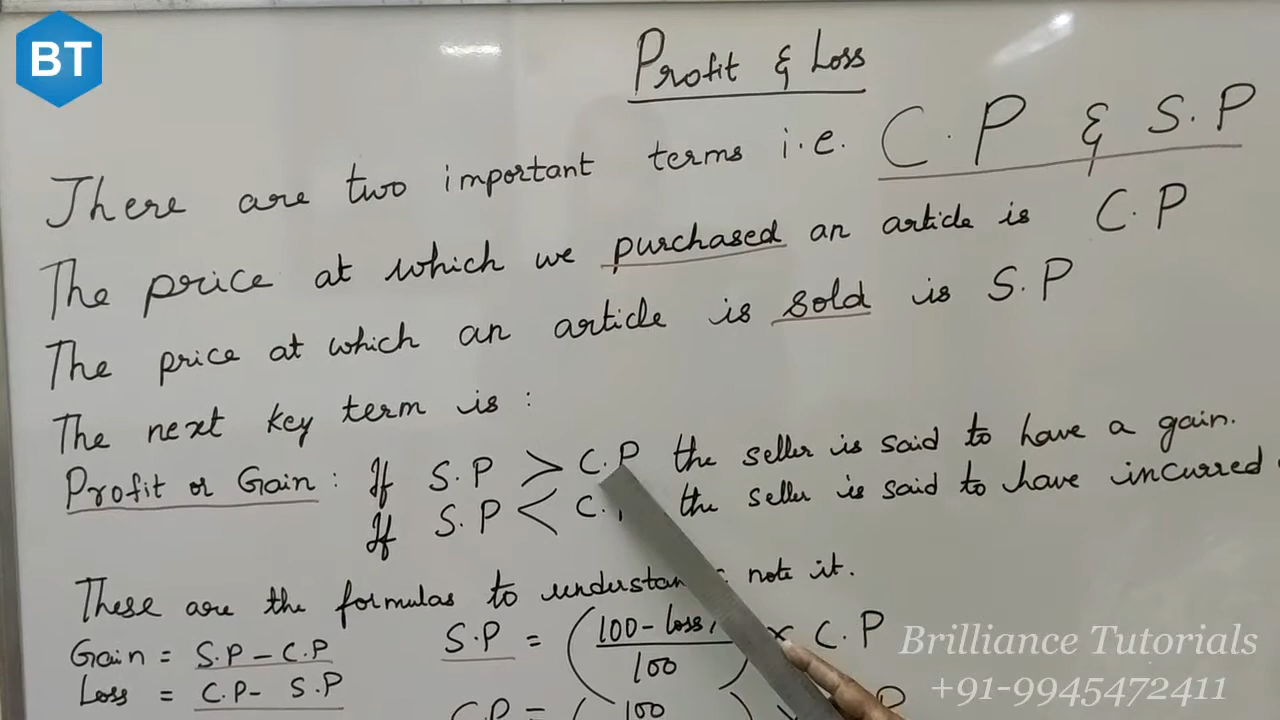 BT
Profit & Loss
There are two important terms i.e. C.P & S.P
The price at which we purchased an article is C.P
The price at which an article is sold is S.P
The next key term is :
Profit or Gain : If S.P > C.P the seller is said to have a gain.
If S.P < C. the seller is said to have incurred
These are the formulas to note it.
Gain = S.P - C.P
Loss = C.P - S.P
S.P = (100 - loss / 100) × C.P
C.P = (100
Brilliance Tutorials
+91-9945472411